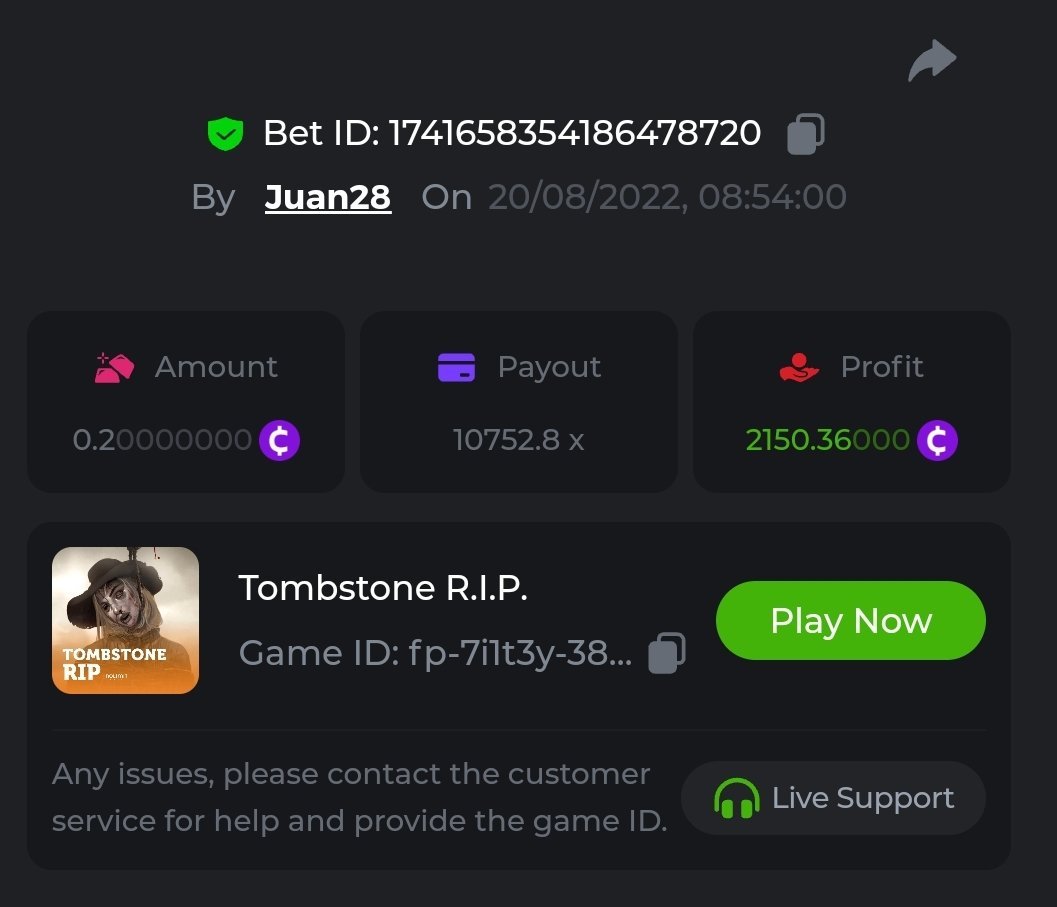 Bet ID: 1741658354186478720
By Juan28 On 20/08/2022, 08:54:00
Amount
Payout
Profit
0.20000000
10752.8 x
2150.36000
TOMBSTONE
RIP
NOLIMIT
Tombstone R.I.P.
Game ID: fp-7i1t3y-38...
Play Now
Any issues, please contact the customer
service for help and provide the game ID.
Live Support